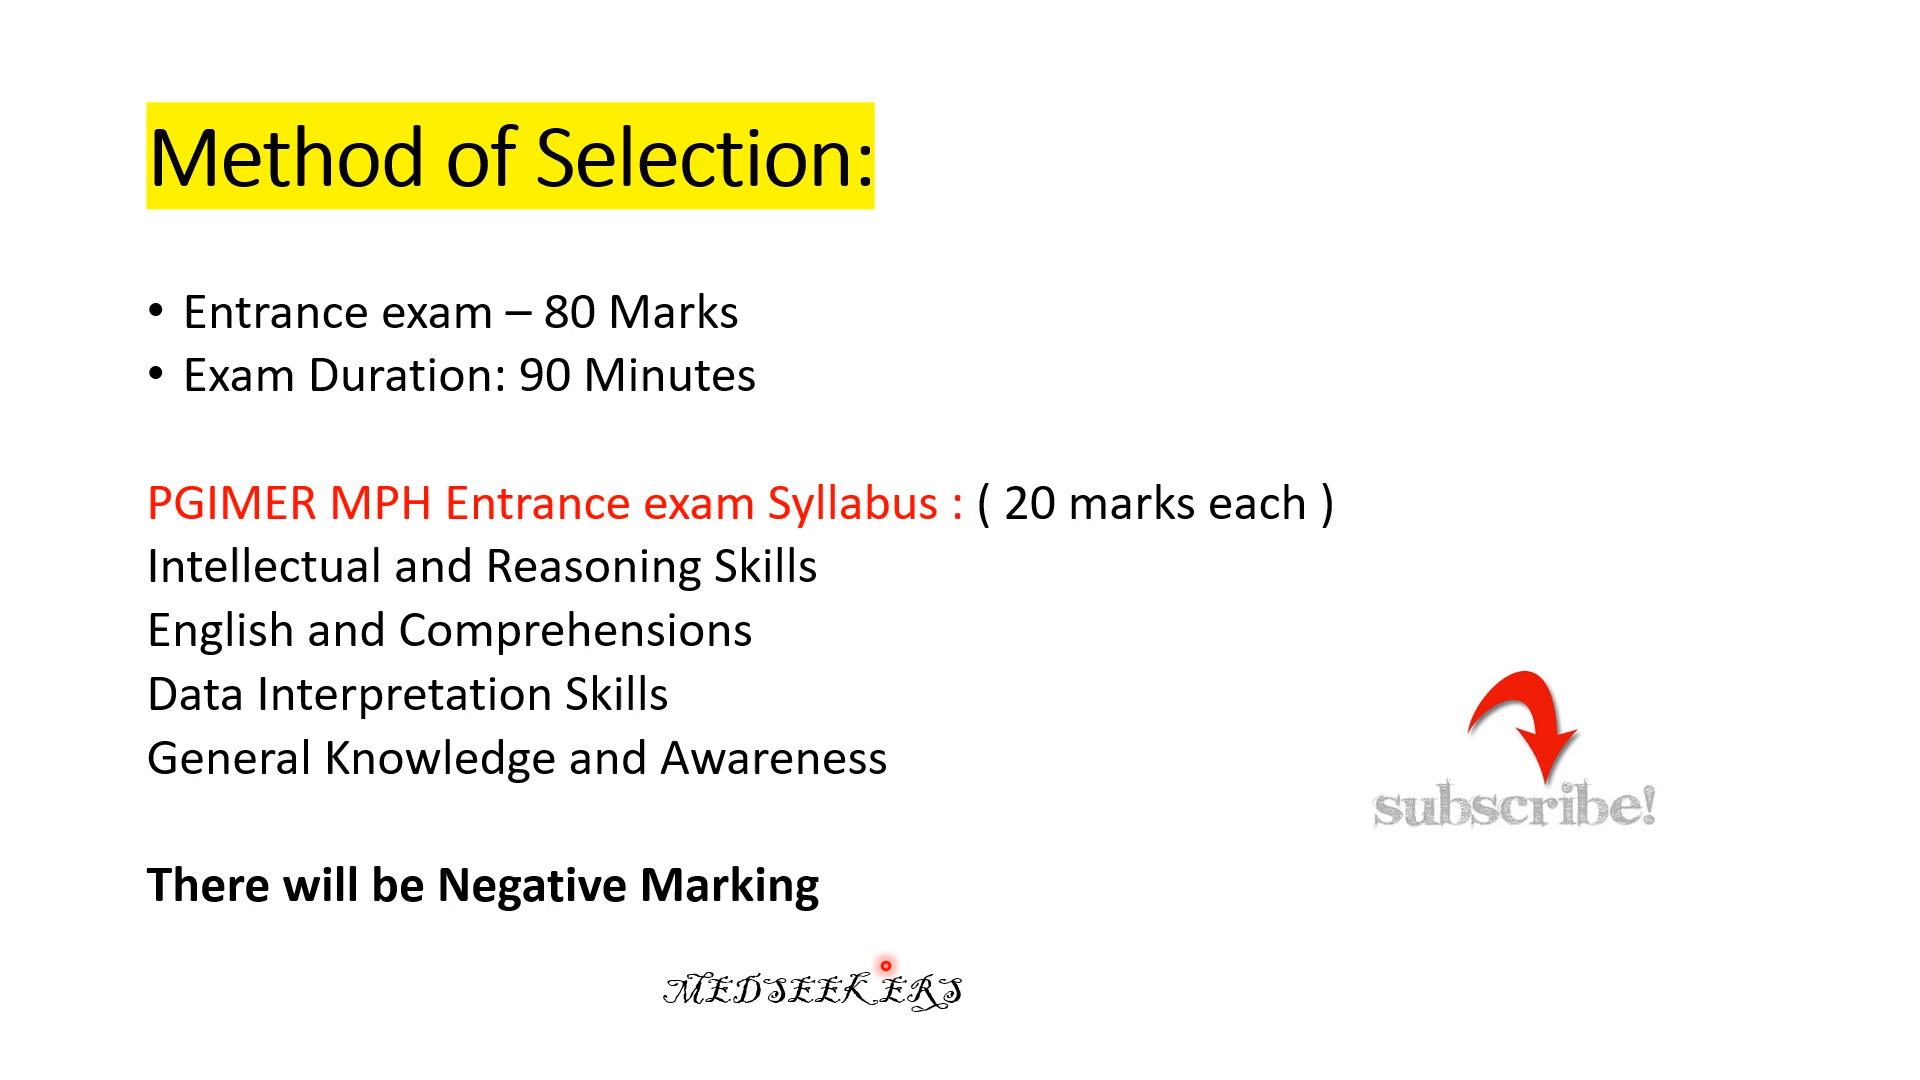 Method of Selection:
• Entrance exam – 80 Marks
• Exam Duration: 90 Minutes
PGIMER MPH Entrance exam Syllabus : ( 20 marks each )
Intellectual and Reasoning Skills
English and Comprehensions
Data Interpretation Skills
General Knowledge and Awareness
subscribe!
There will be Negative Marking
MEDSEEKERS